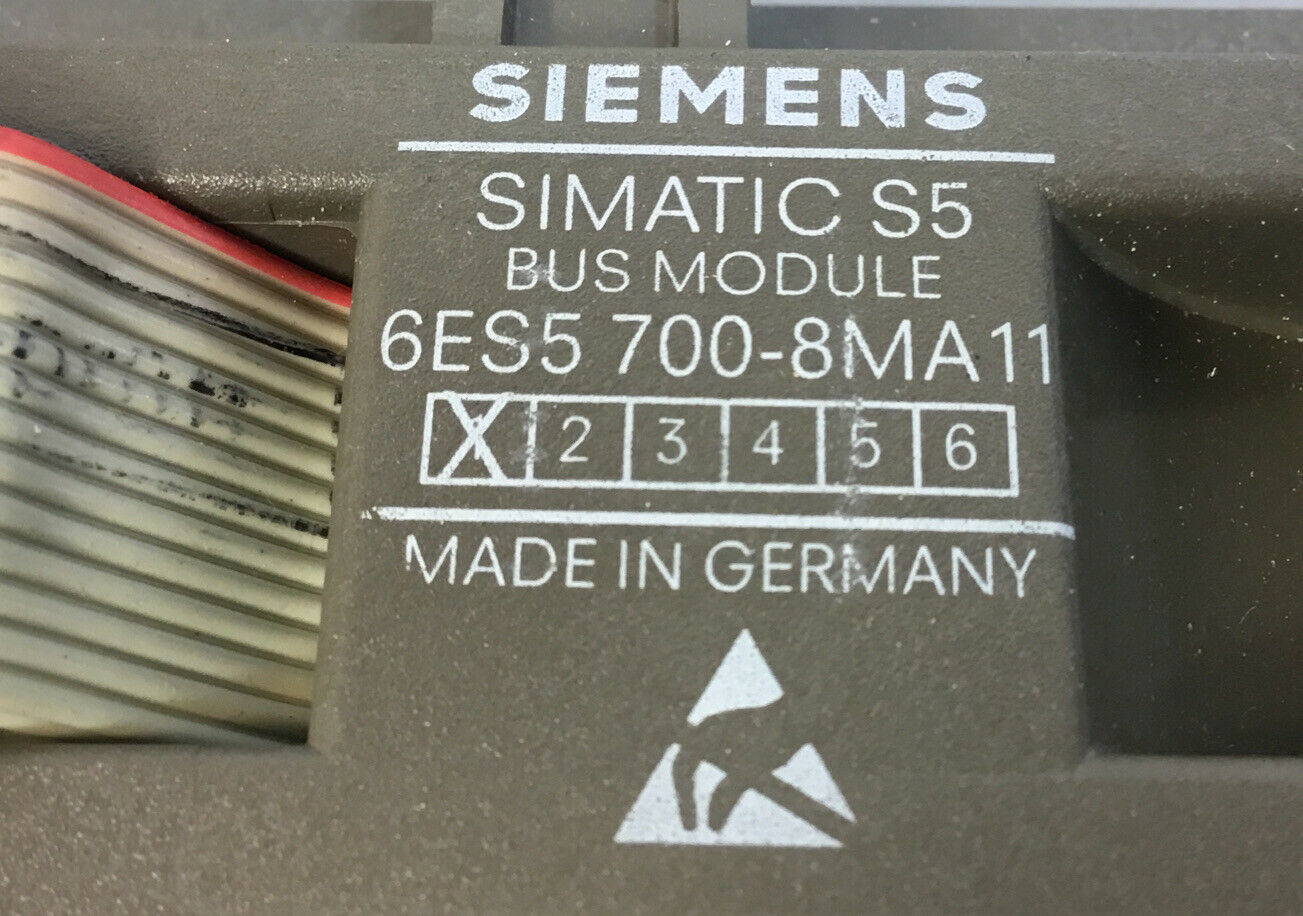 SIEMENS
SIMATIC S5
BUS MODULE
6ES5 700-8MA11
X 2 3 4 5 6
MADE IN GERMANY